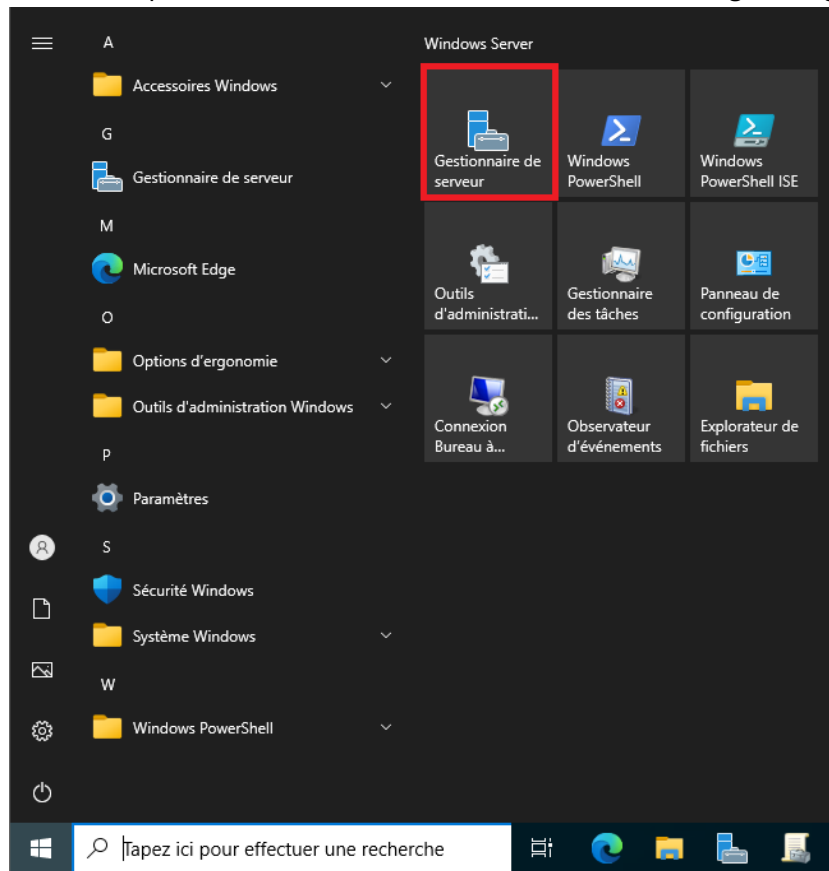 A
Accessoires Windows
G
Gestionnaire de serveur
M
Microsoft Edge
O
Options d'ergonomie
Outils d'administration Windows
P
Paramètres
S
Sécurité Windows
Système Windows
W
Windows PowerShell
Windows Server
Gestionnaire de
serveur
Windows
PowerShell
Windows
PowerShell ISE
Outils
d'administrati...
Gestionnaire
des tâches
Panneau de
configuration
Connexion
Bureau à...
Observateur
d'événements
Explorateur de
fichiers
Tapez ici pour effectuer une recherche